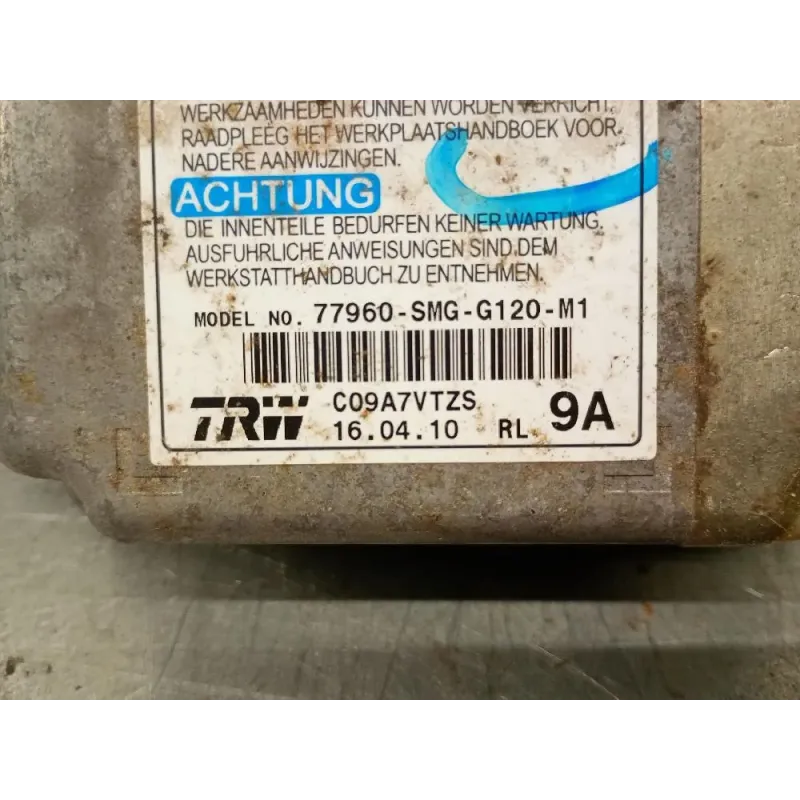 WERKZAAMHEDEN KUNNEN WORDEN VERRICHT.
RAADPLEEG HET WERKPLAATSHANDBOEK VOOR
NADERE AANWIJZINGEN.
ACHTUNG
DIE INNENTEILE BEDURFEN KEINER WARTUNG.
AUSFUHRLICHE ANWEISUNGEN SIND DEM
WERKSTATTHANDBUCH ZU ENTNEHMEN.
MODEL NO. 77960-SMG-G120-M1
TRW C09A7VTZS
16.04.10 RL 9A